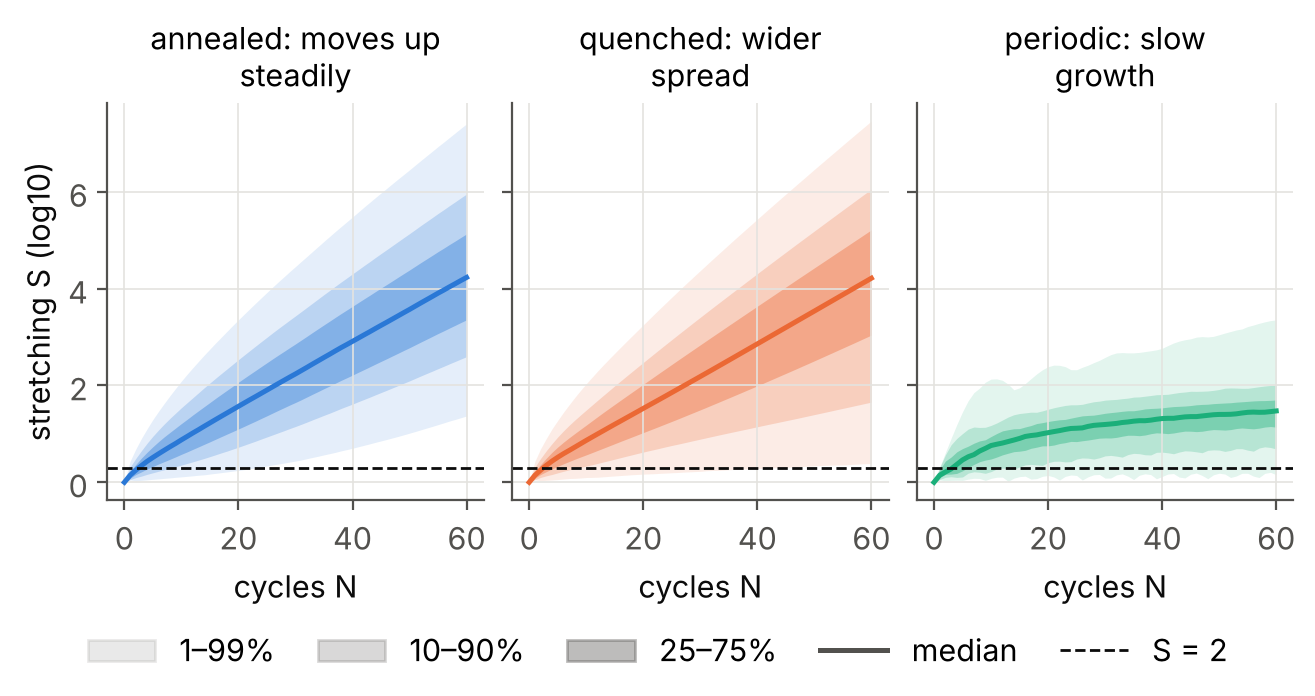 annealed: moves up
steadily
quenched: wider
spread
periodic: slow
growth
stretching S (log10)
6
4
2
0
0 20 40 60
0 20 40 60
0 20 40 60
cycles N
cycles N
cycles N
1–99% 10–90% 25–75% median S = 2